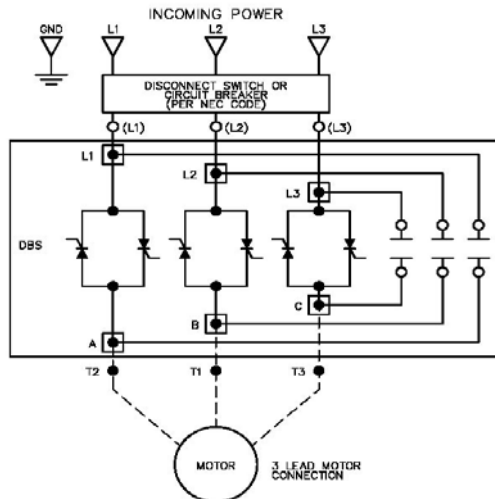 INCOMING POWER
GND L1 L2 L3
DISCONNECT SWITCH OR
CIRCUIT BREAKER
(PER NEC CODE)
(L1) (L2) (L3)
L1
L2
L3
DBS
C
B
A
T2 T1 T3
MOTOR
3 LEAD MOTOR
CONNECTION